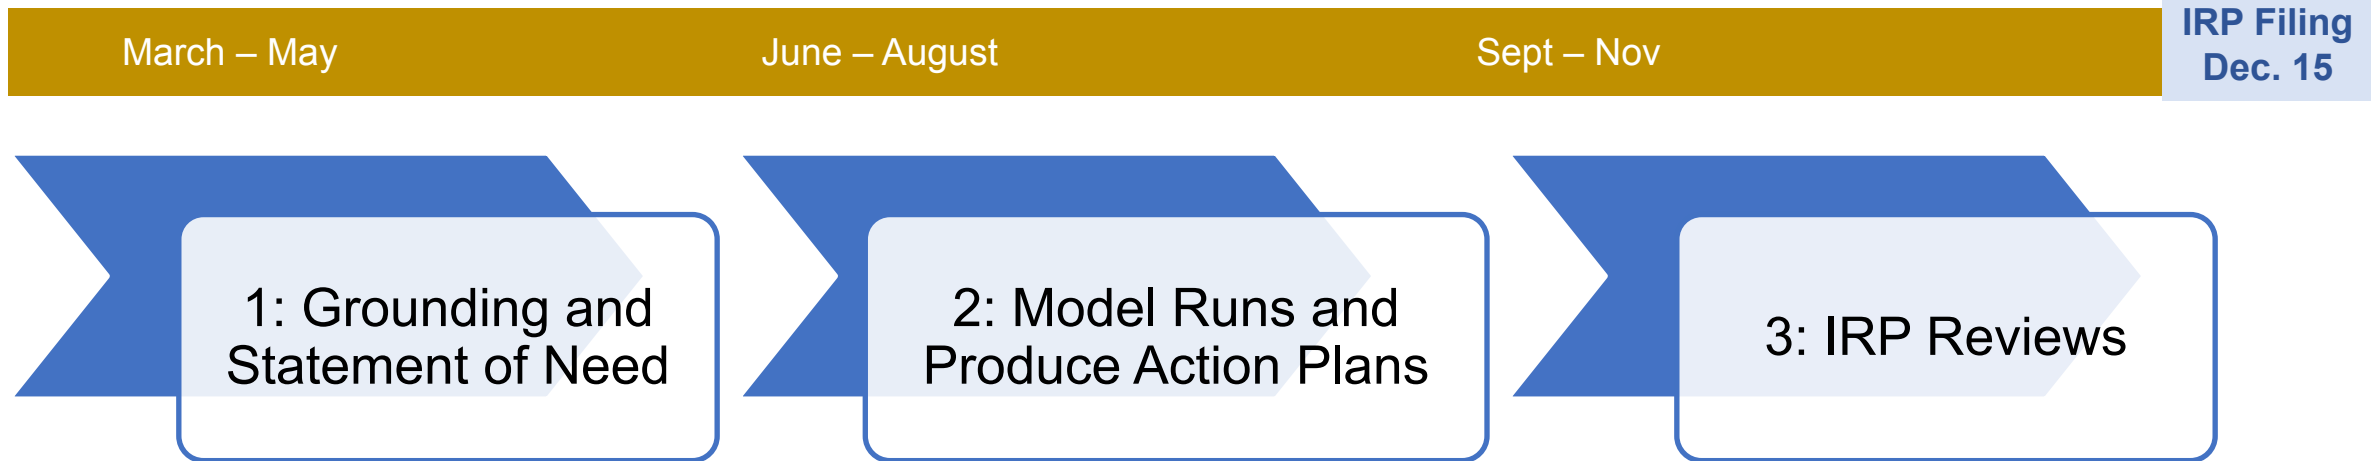 March – May
June – August
Sept – Nov
IRP Filing
Dec. 15
1: Grounding and
Statement of Need
2: Model Runs and
Produce Action Plans
3: IRP Reviews